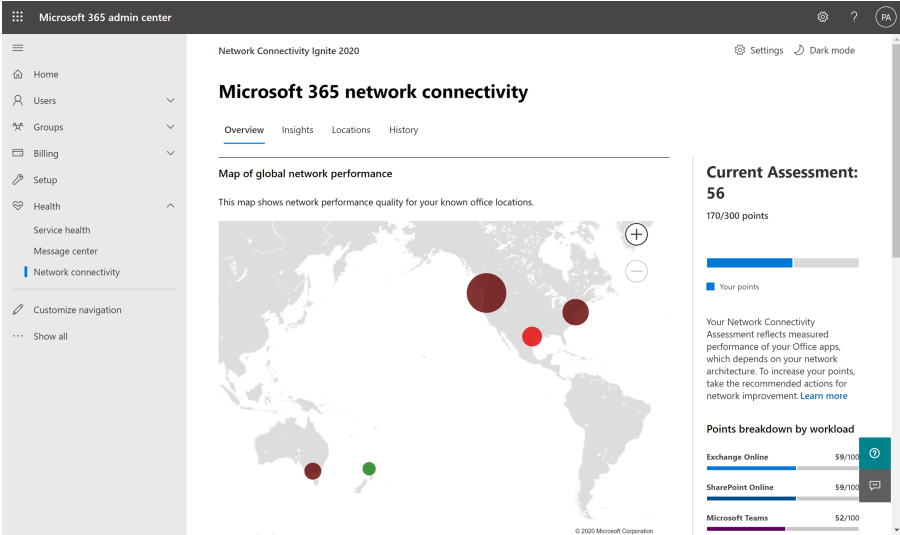 Microsoft 365 admin center
?
PA
Home
Users
Groups
Billing
Setup
Health
Service health
Message center
Network connectivity
Customize navigation
Show all
Network Connectivity Ignite 2020
Settings
Dark mode
Microsoft 365 network connectivity
Overview
Insights
Locations
History
Map of global network performance
This map shows network performance quality for your known office locations.
© 2020 Microsoft Corporation
Current Assessment:
56
170/300 points
Your points
Your Network Connectivity
Assessment reflects measured
performance of your Office apps,
which depends on your network
architecture. To increase your points,
take the recommended actions for
network improvement. Learn more
Points breakdown by workload
Exchange Online 59/100
SharePoint Online 59/100
Microsoft Teams 52/100